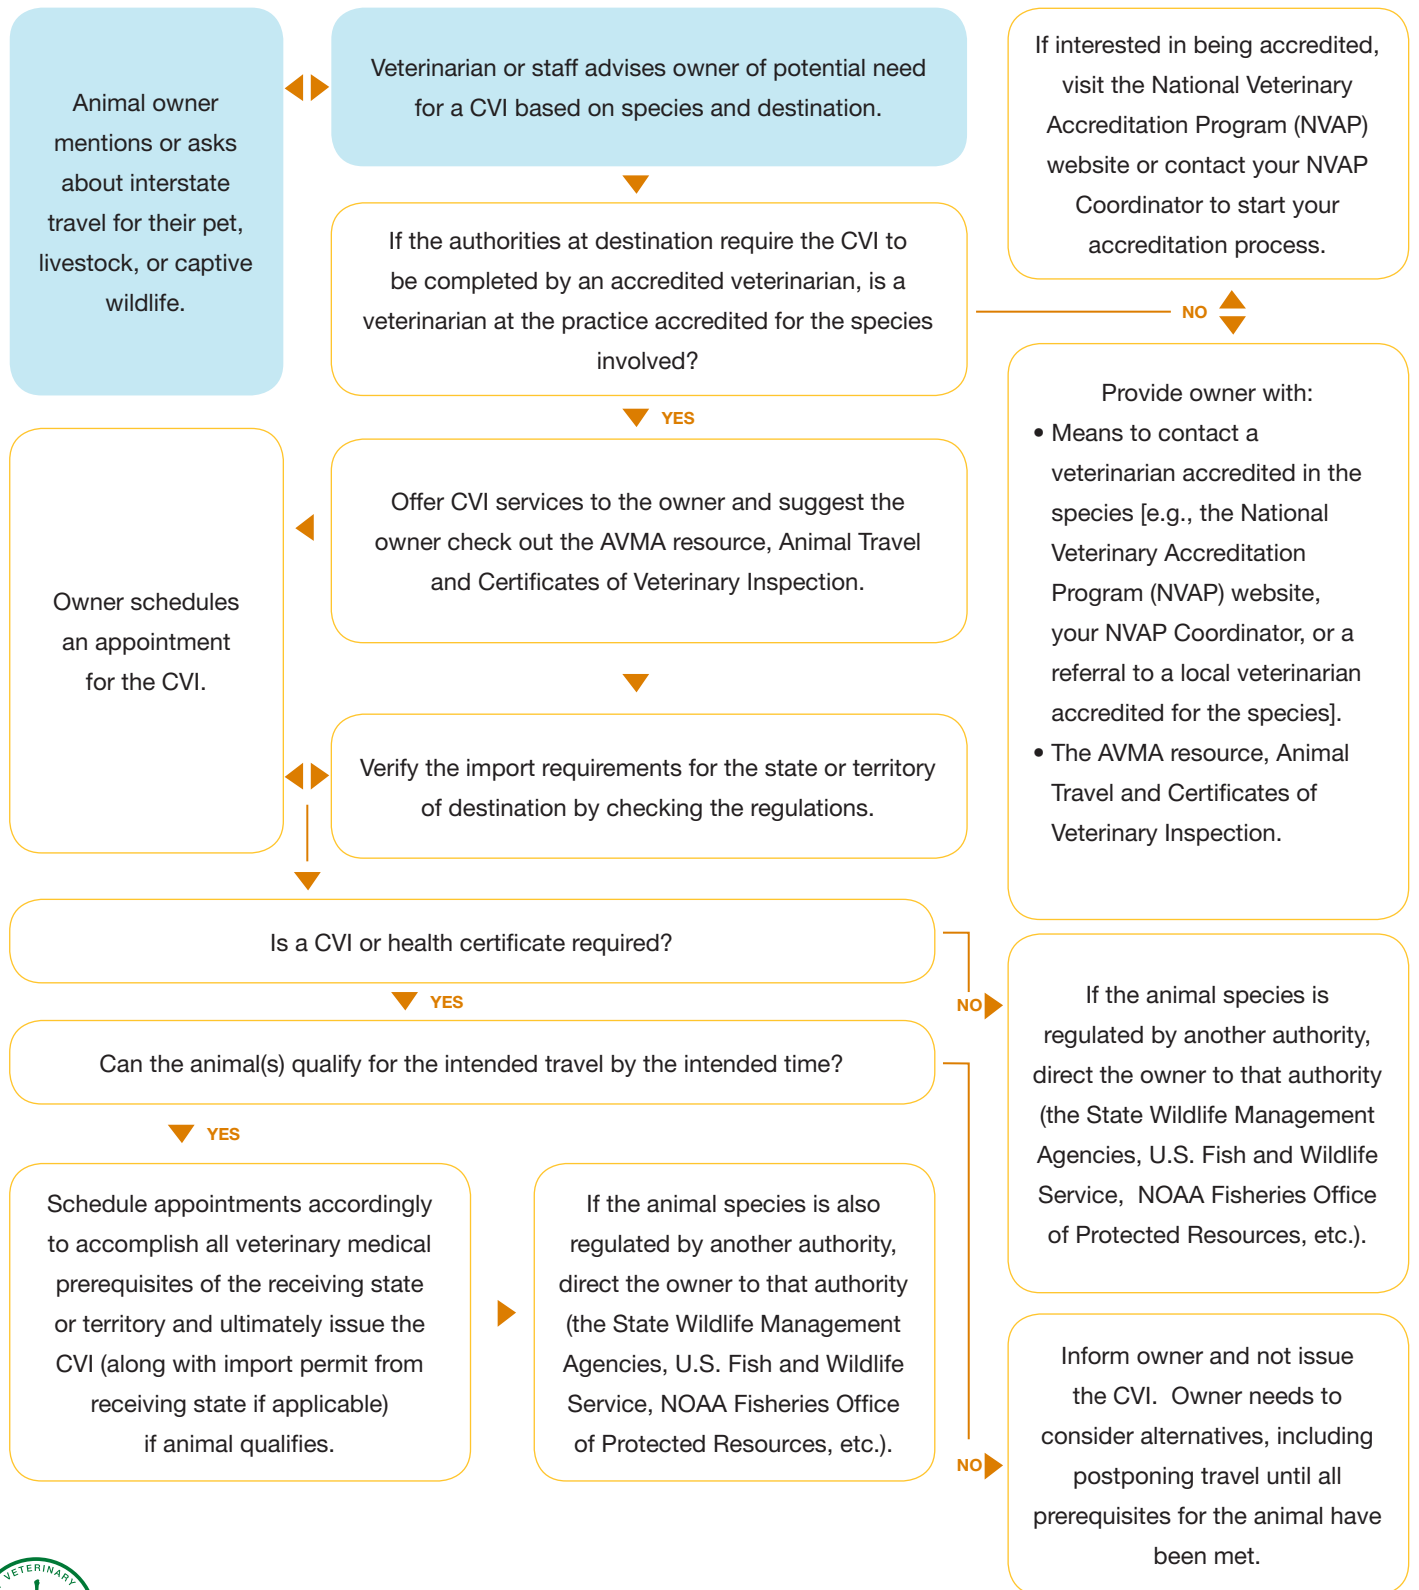 Animal owner
mentions or asks
about interstate
travel for their pet,
livestock, or captive
wildlife.
Veterinarian or staff advises owner of potential need
for a CVI based on species and destination.
If interested in being accredited,
visit the National Veterinary
Accreditation Program (NVAP)
website or contact your NVAP
Coordinator to start your
accreditation process.
If the authorities at destination require the CVI to
be completed by an accredited veterinarian, is a
veterinarian at the practice accredited for the species
involved?
NO
YES
Provide owner with:
• Means to contact a
veterinarian accredited in the
species [e.g., the National
Veterinary Accreditation
Program (NVAP) website,
your NVAP Coordinator, or a
referral to a local veterinarian
accredited for the species].
• The AVMA resource, Animal
Travel and Certificates of
Veterinary Inspection.
Offer CVI services to the owner and suggest the
owner check out the AVMA resource, Animal Travel
and Certificates of Veterinary Inspection.
Owner schedules
an appointment
for the CVI.
Verify the import requirements for the state or territory
of destination by checking the regulations.
Is a CVI or health certificate required?
YES
NO
If the animal species is
regulated by another authority,
direct the owner to that authority
(the State Wildlife Management
Agencies, U.S. Fish and Wildlife
Service, NOAA Fisheries Office
of Protected Resources, etc.).
Can the animal(s) qualify for the intended travel by the intended time?
YES
Schedule appointments accordingly
to accomplish all veterinary medical
prerequisites of the receiving state
or territory and ultimately issue the
CVI (along with import permit from
receiving state if applicable)
if animal qualifies.
If the animal species is also
regulated by another authority,
direct the owner to that authority
(the State Wildlife Management
Agencies, U.S. Fish and Wildlife
Service, NOAA Fisheries Office
of Protected Resources, etc.).
NO
Inform owner and not issue
the CVI. Owner needs to
consider alternatives, including
postponing travel until all
prerequisites for the animal have
been met.
VETERINARY